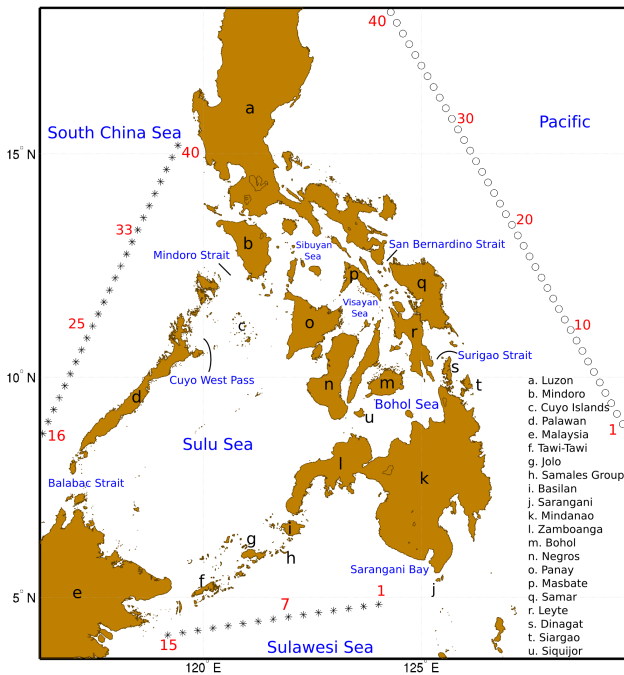 40
a
30
Pacific
South China Sea
15° N
40
33
20
b
Sibuyan
Sea
San Bernardino Strait
Mindoro Strait
p
q
Visayan
Sea
25
c
o
r
10
Surigao Strait
s
Cuyo West Pass
10° N
n
m
t
d
Bohol Sea
u
16
1
Sulu Sea
l
k
Balabac Strait
i
g
h
Sarangani Bay
f
j
e
5° N
1
7
15
Sulawesi Sea
120° E
125° E
a. Luzon
b. Mindoro
c. Cuyo Islands
d. Palawan
e. Malaysia
f. Tawi-Tawi
g. Jolo
h. Samales Group
i. Basilan
j. Sarangani
k. Mindanao
l. Zamboanga
m. Bohol
n. Negros
o. Panay
p. Masbate
q. Samar
r. Leyte
s. Dinagat
t. Siargao
u. Siquijor